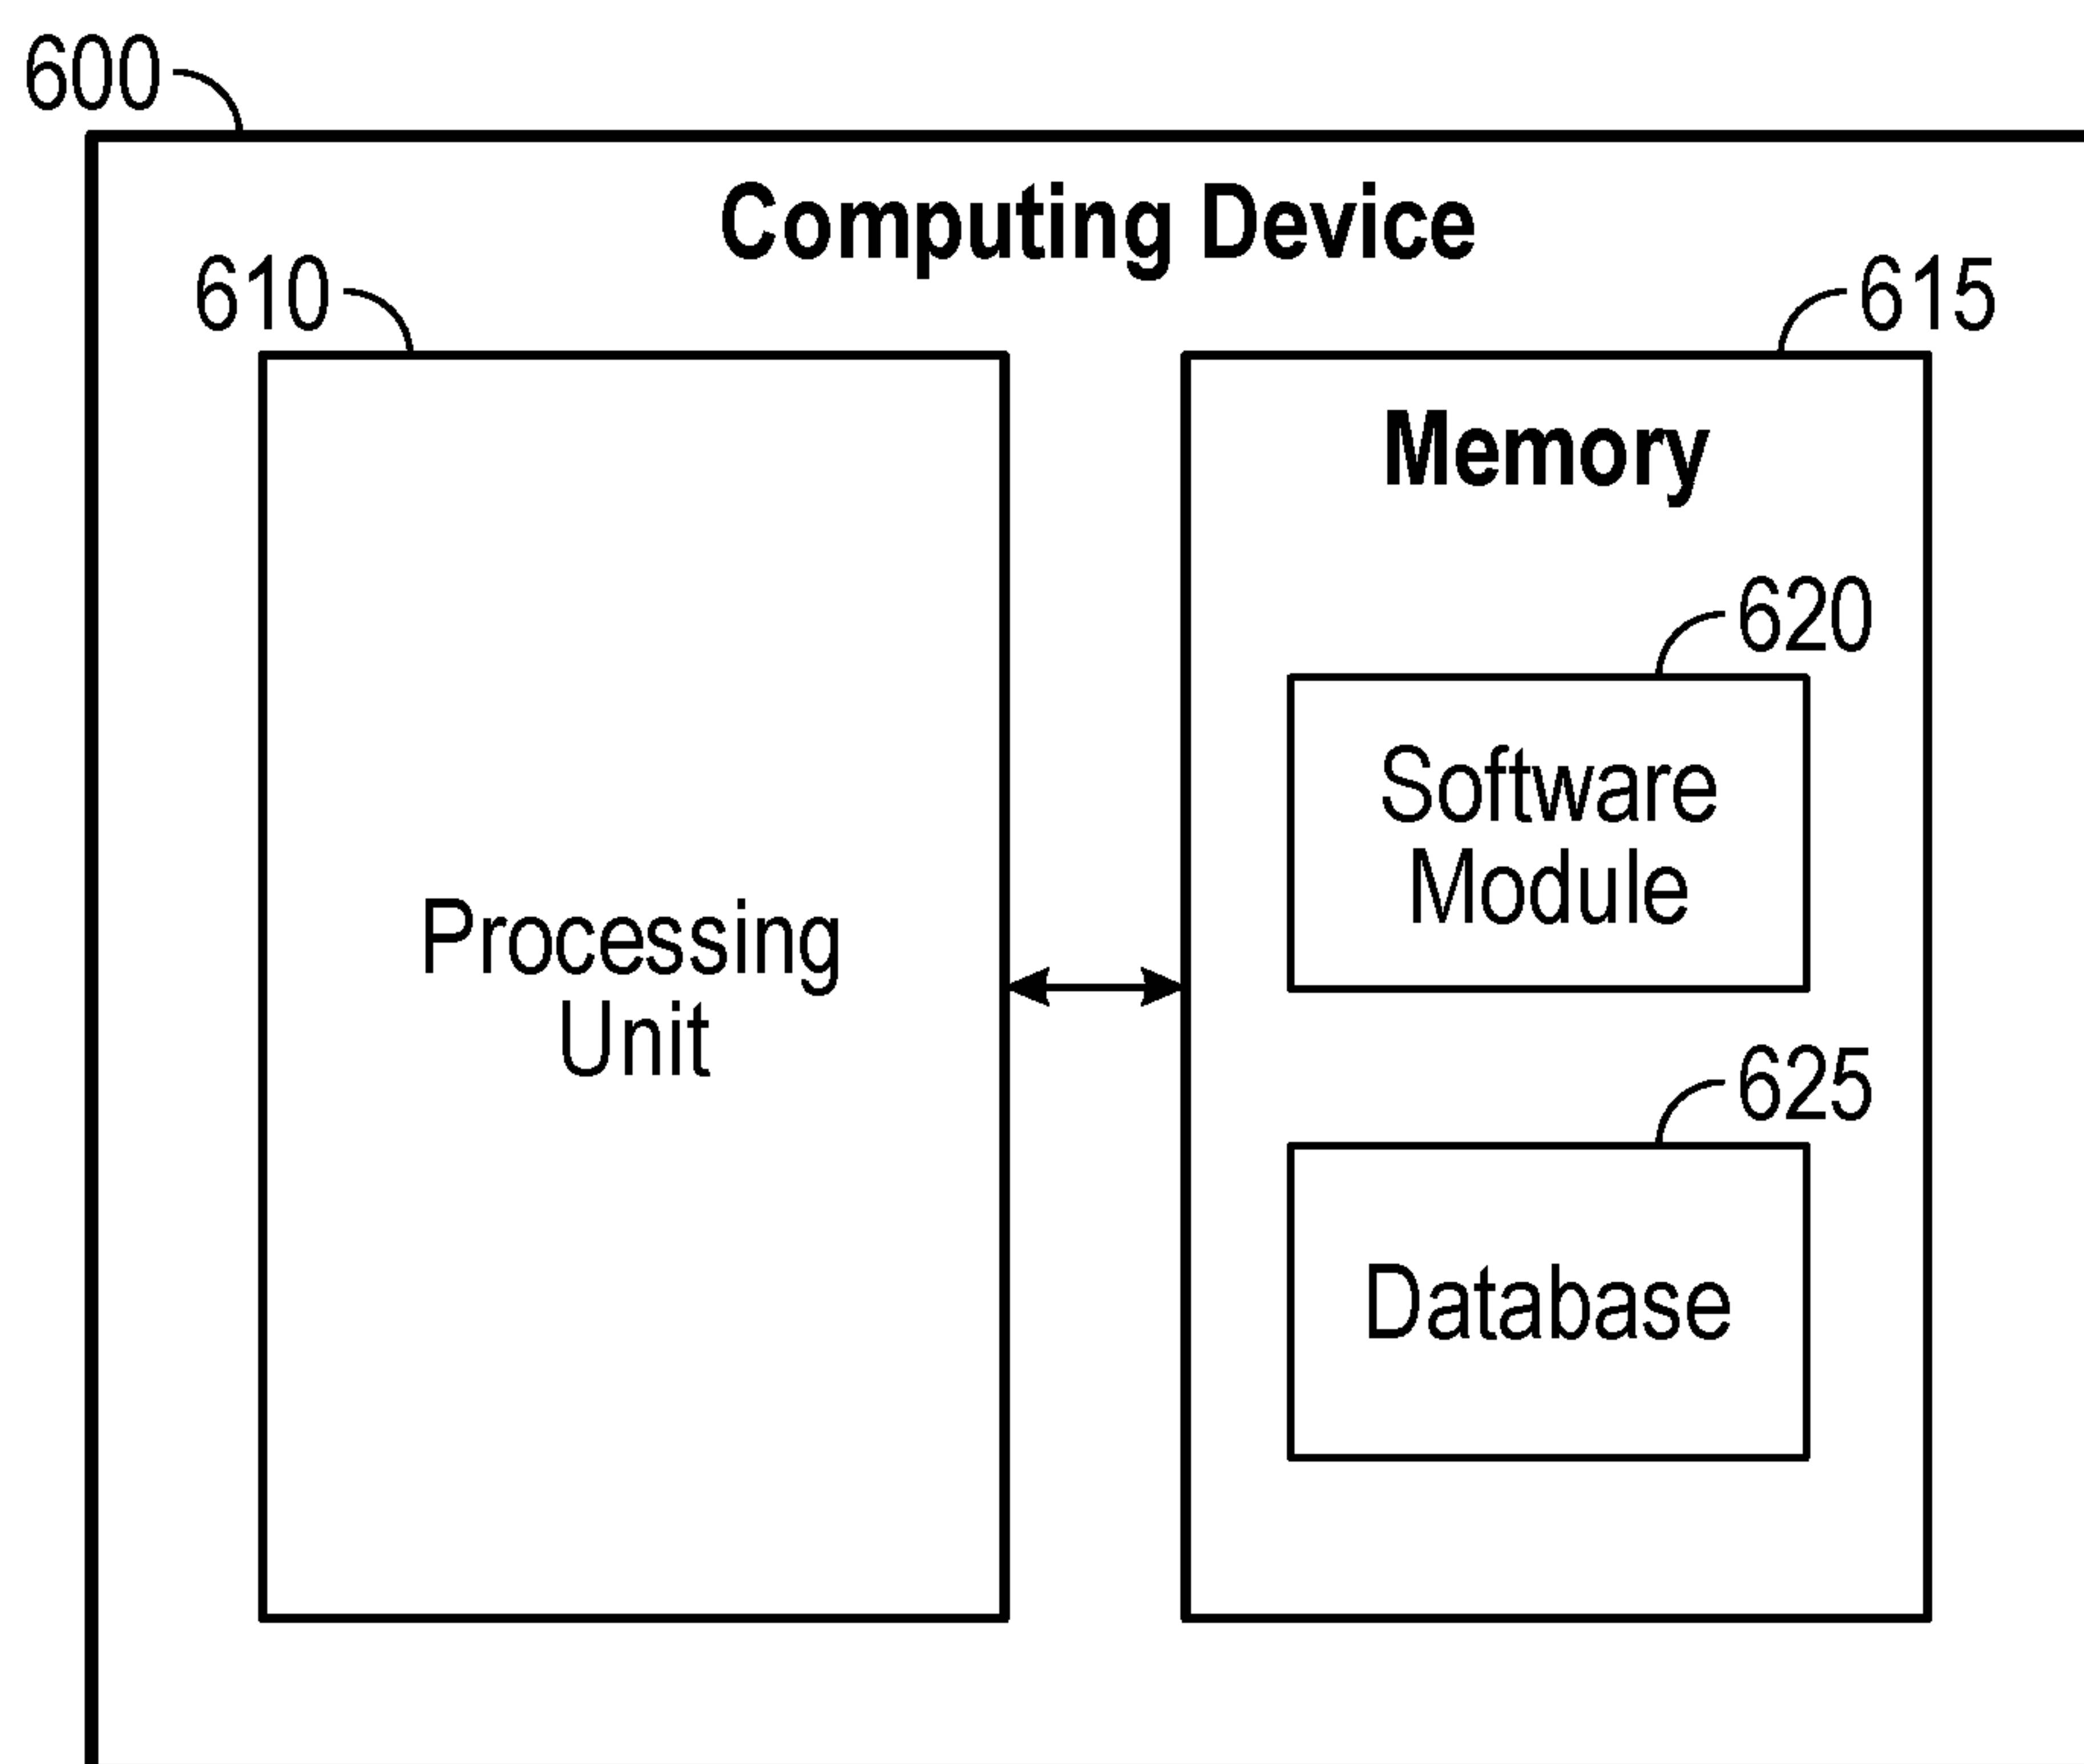 600
Computing Device
610
615
Memory
620
Software
Module
Processing
Unit
625
Database